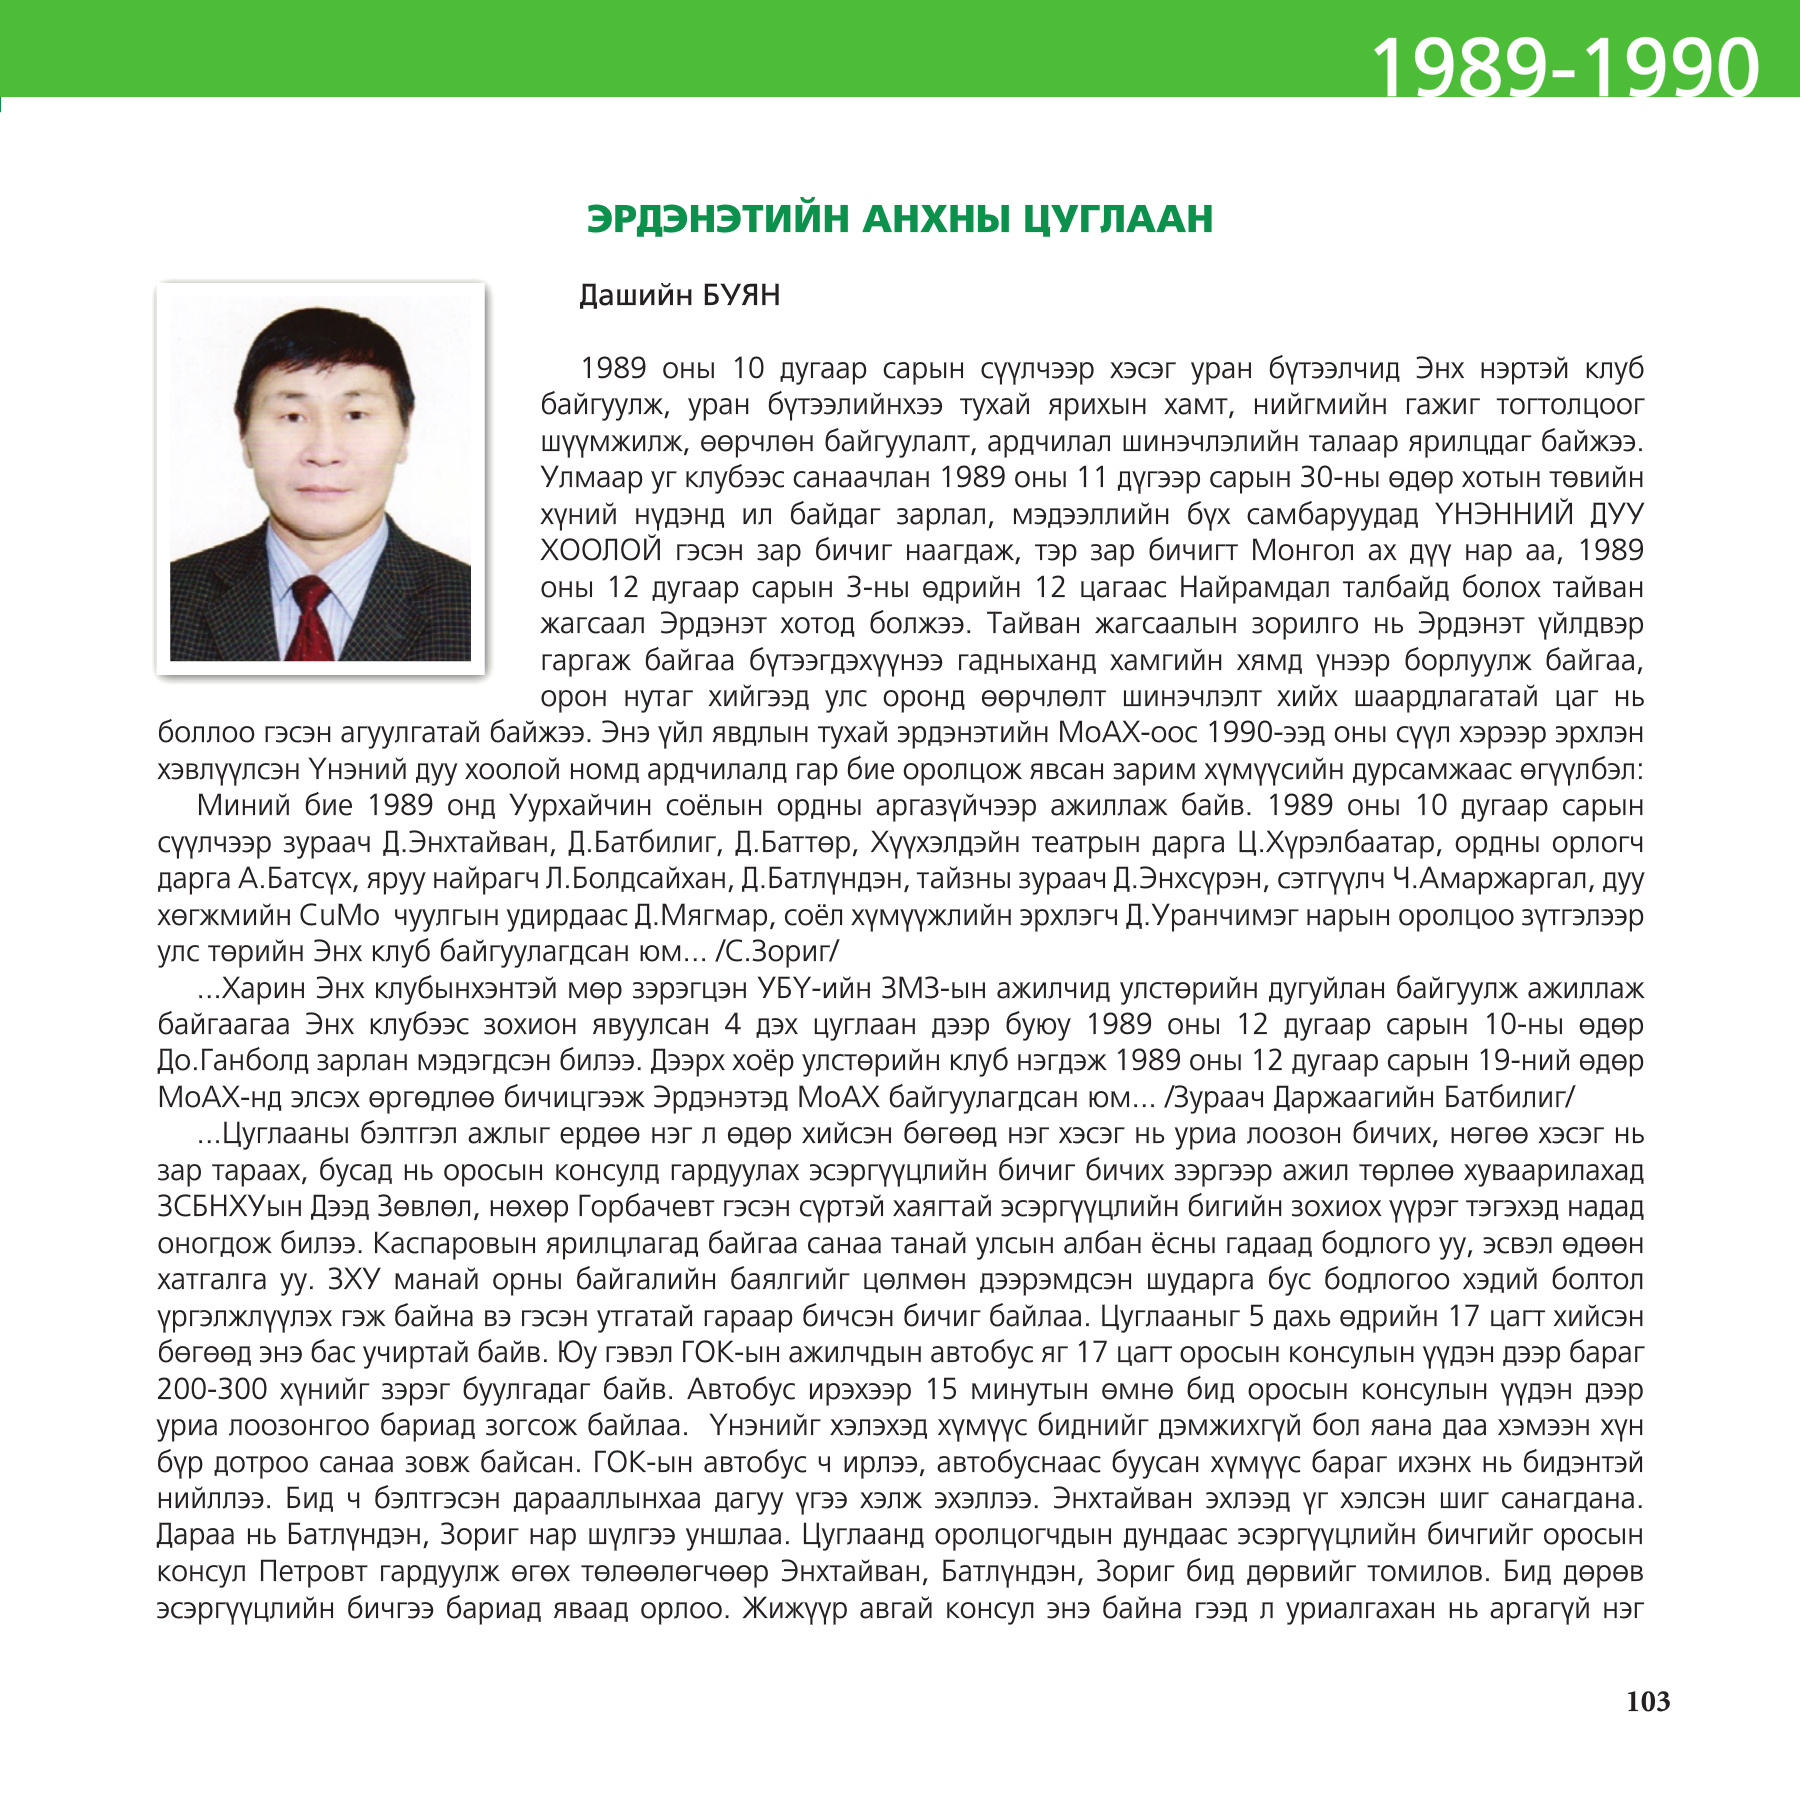 1989-1990
ЭРДЭНЭТИЙН АНХНЫ ЦУГЛААН
Дашийн БУЯН
1989 оны 10 дугаар сарын сүүлчээр хэсэг уран бүтээлчид Энх нэртэй клуб
байгуулж, уран бүтээлийнхээ тухай ярихын хамт, нийгмийн гажиг тогтолцоог
шүүмжилж, өөрчлөн байгуулалт, ардчилал шинэчлэлийн талаар ярилцдаг байжээ.
Улмаар уг клубээс санаачлан 1989 оны 11 дүгээр сарын 30-ны өдөр хотын төвийн
хүний нүдэнд ил байдаг зарлал, мэдээллийн бүх самбаруудад ҮНЭННИЙ ДУУ
ХООЛОЙ гэсэн зар бичиг наагдаж, тэр зар бичигт Монгол ах дүү нар аа, 1989
оны 12 дугаар сарын 3-ны өдрийн 12 цагаас Найрамдал талбайд болох тайван
жагсаал Эрдэнэт хотод болжээ. Тайван жагсаалын зорилго нь Эрдэнэт үйлдвэр
гаргаж байгаа бүтээгдэхүүнээ гадныханд хамгийн хямд үнээр борлуулж байгаа,
орон нутаг хийгээд улс оронд өөрчлөлт шинэчлэлт хийх шаардлагатай цаг нь
боллоо гэсэн агуулгатай байжээ. Энэ үйл явдлын тухай эрдэнэтийн МоАХ-оос 1990-ээд оны сүүл хэрээр эрхлэн
хэвлүүлсэн Үнэний дуу хоолой номд ардчилалд гар бие оролцож явсан зарим хүмүүсийн дурсамжаас өгүүлбэл:
Миний бие 1989 онд Уурхайчин соёлын ордны аргазүйчээр ажиллаж байв. 1989 оны 10 дугаар сарын
сүүлчээр зураач Д.Энхтайван, Д.Батбилиг, Д.Баттөр, Хүүхэлдэйн театрын дарга Ц.Хүрэлбаатар, ордны орлогч
дарга А.Батсүх, яруу найрагч Л.Болдсайхан, Д.Батлүндэн, тайзны зураач Д.Энхсүрэн, сэтгүүлч Ч.Амаржаргал, дуу
хөгжмийн CuMo  чуулгын удирдаас Д.Мягмар, соёл хүмүүжлийн эрхлэгч Д.Уранчимэг нарын оролцоо зүтгэлээр
улс төрийн Энх клуб байгуулагдсан юм... /С.Зориг/
...Харин Энх клубынхэнтэй мөр зэрэгцэн УБҮ-ийн ЗМЗ-ын ажилчид улстөрийн дугуйлан байгуулж ажиллаж
байгаагаа Энх клубээс зохион явуулсан 4 дэх цуглаан дээр буюу 1989 оны 12 дугаар сарын 10-ны өдөр
До.Ганболд зарлан мэдэгдсэн билээ. Дээрх хоёр улстөрийн клуб нэгдэж 1989 оны 12 дугаар сарын 19-ний өдөр
МоАХ-нд элсэх өргөдлөө бичицгээж Эрдэнэтэд МоАХ байгуулагдсан юм... /Зураач Даржаагийн Батбилиг/
...Цуглааны бэлтгэл ажлыг ердөө нэг л өдөр хийсэн бөгөөд нэг хэсэг нь уриа лоозон бичих, нөгөө хэсэг нь
зар тараах, бусад нь оросын консулд гардуулах эсэргүүцлийн бичиг бичих зэргээр ажил төрлөө хуваарилахад
ЗСБНХУын Дээд Зөвлөл, нөхөр Горбачевт гэсэн сүртэй хаягтай эсэргүүцлийн бигийн зохиох үүрэг тэгэхэд надад
оногдож билээ. Каспаровын ярилцлагад байгаа санаа танай улсын албан ёсны гадаад бодлого уу, эсвэл өдөөн
хатгалга уу. ЗХУ манай орны байгалийн баялгийг цөлмөн дээрэмдсэн шударга бус бодлогоо хэдий болтол
үргэлжлүүлэх гэж байна вэ гэсэн утгатай гараар бичсэн бичиг байлаа. Цуглааныг 5 дахь өдрийн 17 цагт хийсэн
бөгөөд энэ бас учиртай байв. Юу гэвэл ГОК-ын ажилчдын автобус яг 17 цагт оросын консулын үүдэн дээр бараг
200-300 хүнийг зэрэг буулгадаг байв. Автобус ирэхээр 15 минутын өмнө бид оросын консулын үүдэн дээр
уриа лоозонгоо бариад зогсож байлаа.  Үнэнийг хэлэхэд хүмүүс биднийг дэмжихгүй бол яана даа хэмээн хүн
бүр дотроо санаа зовж байсан. ГОК-ын автобус ч ирлээ, автобуснаас буусан хүмүүс бараг ихэнх нь бидэнтэй
нийллээ. Бид ч бэлтгэсэн дарааллынхаа дагуу үгээ хэлж эхэллээ. Энхтайван эхлээд үг хэлсэн шиг санагдана.
Дараа нь Батлүндэн, Зориг нар шүлгээ уншлаа. Цуглаанд оролцогчдын дундаас эсэргүүцлийн бичгийг оросын
консул Петровт гардуулж өгөх төлөөлөгчөөр Энхтайван, Батлүндэн, Зориг бид дөрвийг томилов. Бид дөрөв
эсэргүүцлийн бичгээ бариад яваад орлоо. Жижүүр авгай консул энэ байна гээд л уриалгахан нь аргагүй нэг
103